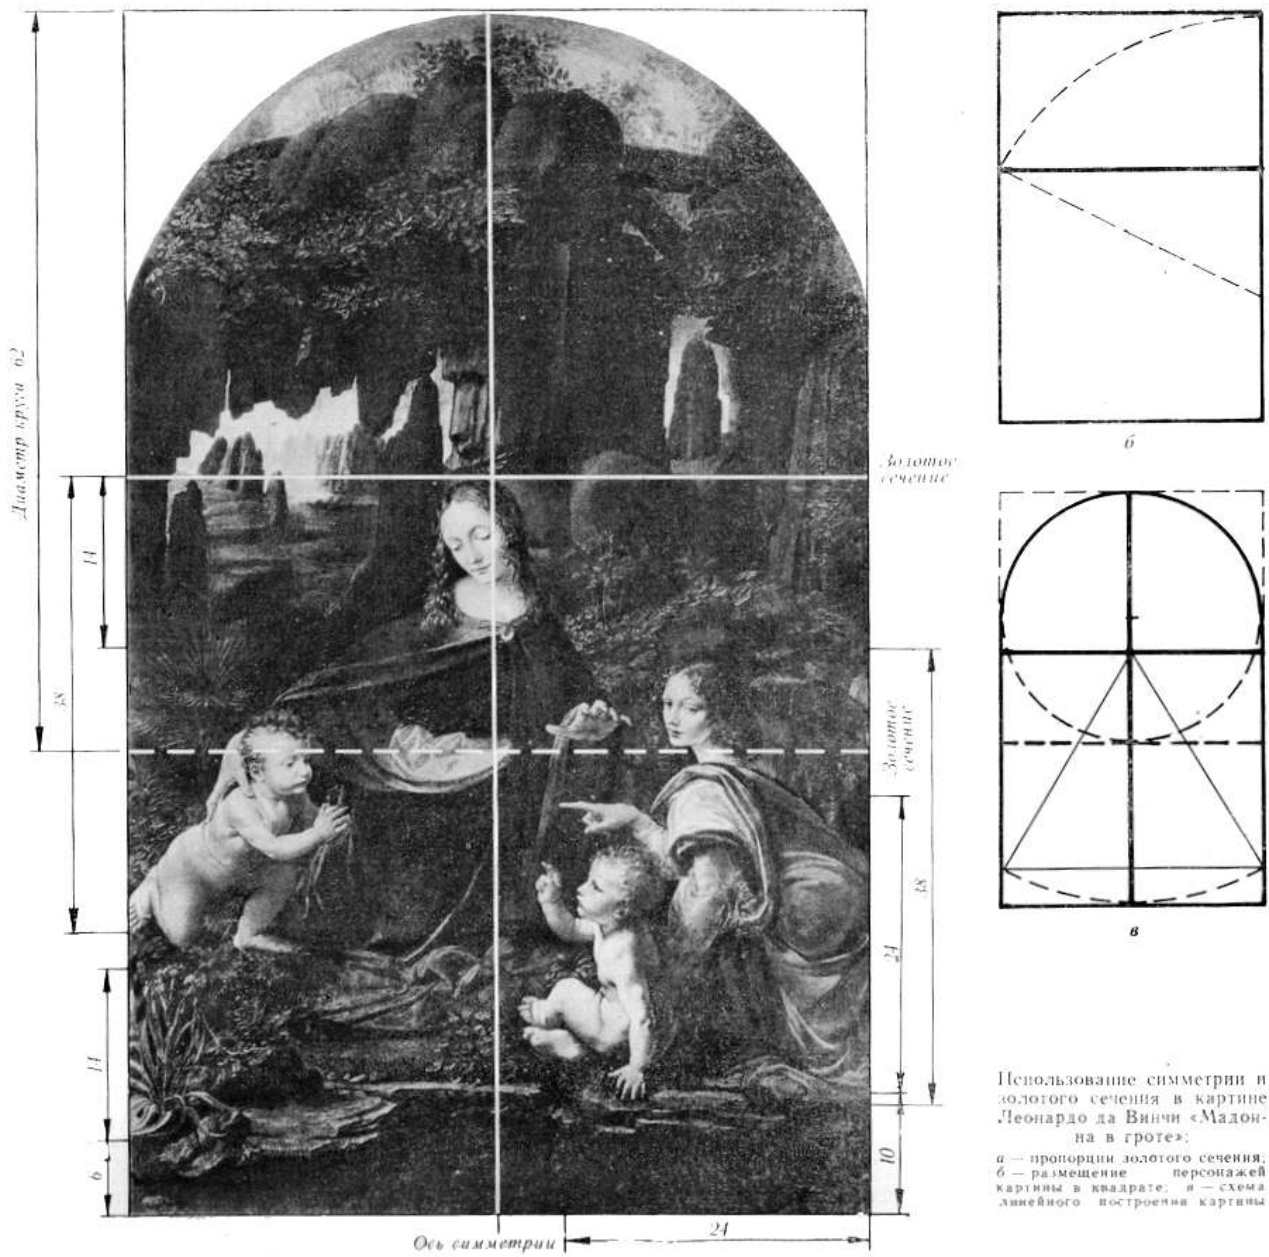 Диаметр круга 62
38
14
14
6
Золотое
сечение
Золотое
сечение
38
24
10
24
Ось симметрии
б
в
Использование симметрии и
золотого сечения в картине
Леонардо да Винчи «Мадон-
на в гроте»:
а — пропорции золотого сечения;
б — размещение персонажей
картины в квадрате; в — схема
линейного построения картины